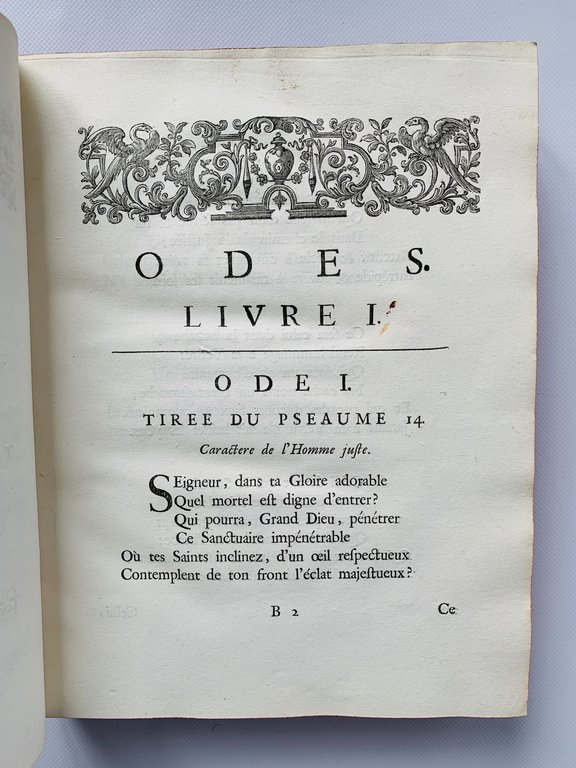 ODES.
LIVRE I.
ODE I.
TIREE DU PSEAUME 14.
Caractere de l'Homme juſte.
SEigneur, dans ta Gloire adorable
Quel mortel eſt digne d'entrer?
Qui pourra, Grand Dieu, pénétrer
Ce Sanctuaire impénétrable
Où tes Saints inclinez, d'un œil reſpectueux
Contemplent de ton front l'éclat majeſtueux?
B 2 Ce